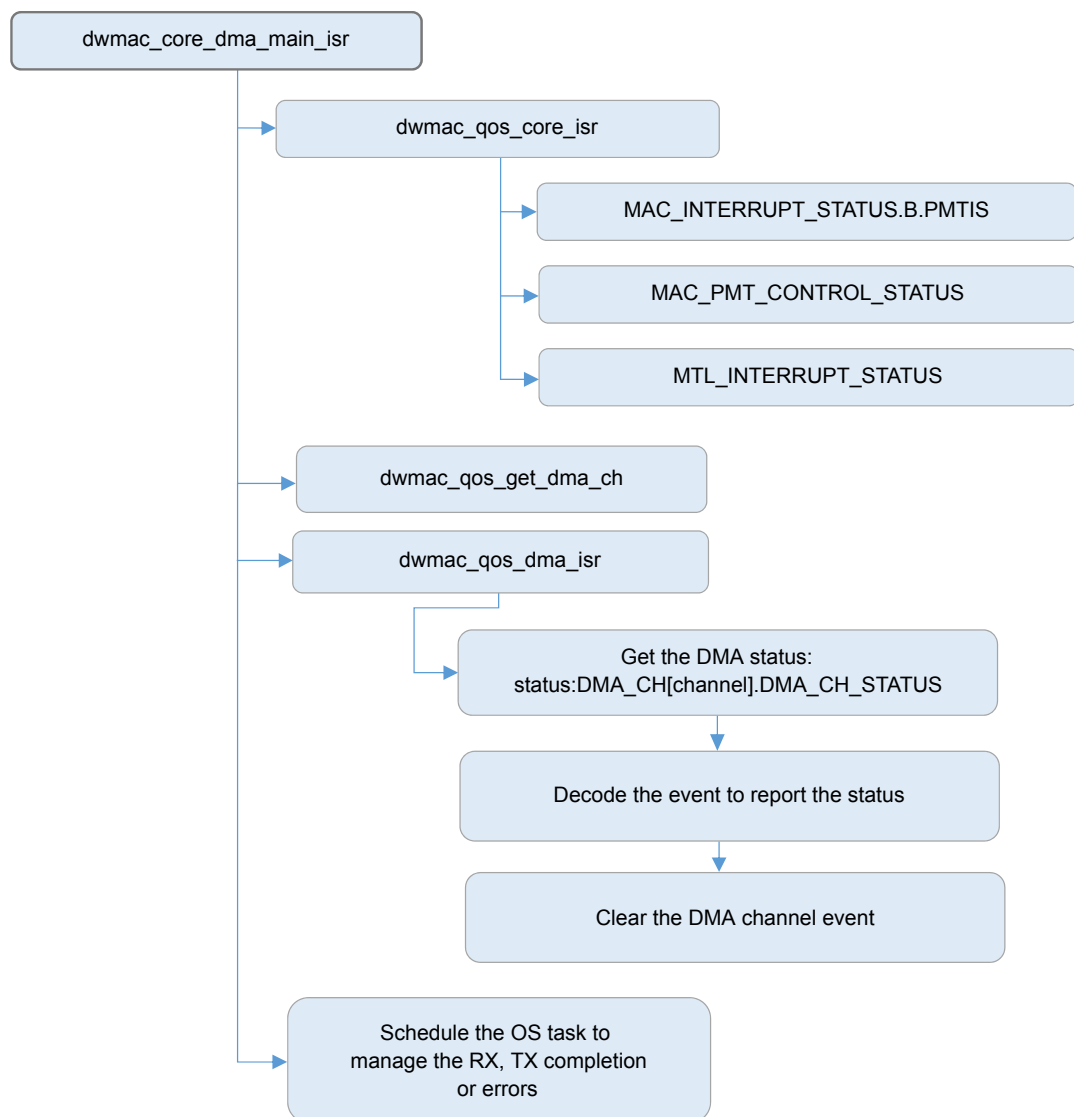 dwmac_core_dma_main_isr
dwmac_qos_core_isr
MAC_INTERRUPT_STATUS.B.PMTIS
MAC_PMT_CONTROL_STATUS
MTL_INTERRUPT_STATUS
dwmac_qos_get_dma_ch
dwmac_qos_dma_isr
Get the DMA status:
status:DMA_CH[channel].DMA_CH_STATUS
Decode the event to report the status
Clear the DMA channel event
Schedule the OS task to
manage the RX, TX completion
or errors